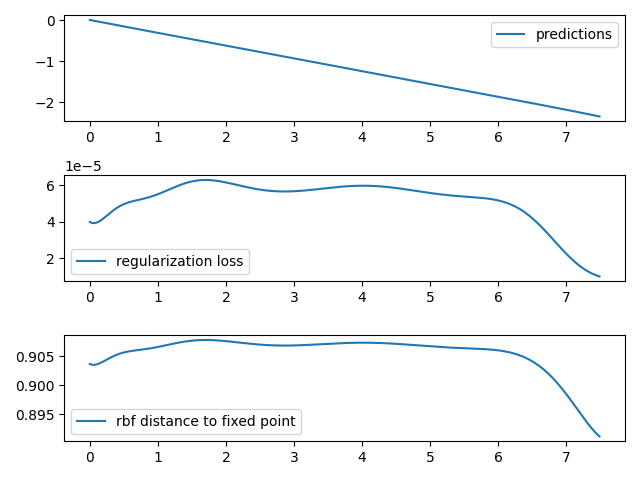 0
−1
−2
predictions
0 1 2 3 4 5 6 7
1e−5
6
4
2
regularization loss
0 1 2 3 4 5 6 7
0.905
0.900
0.895
rbf distance to fixed point
0 1 2 3 4 5 6 7